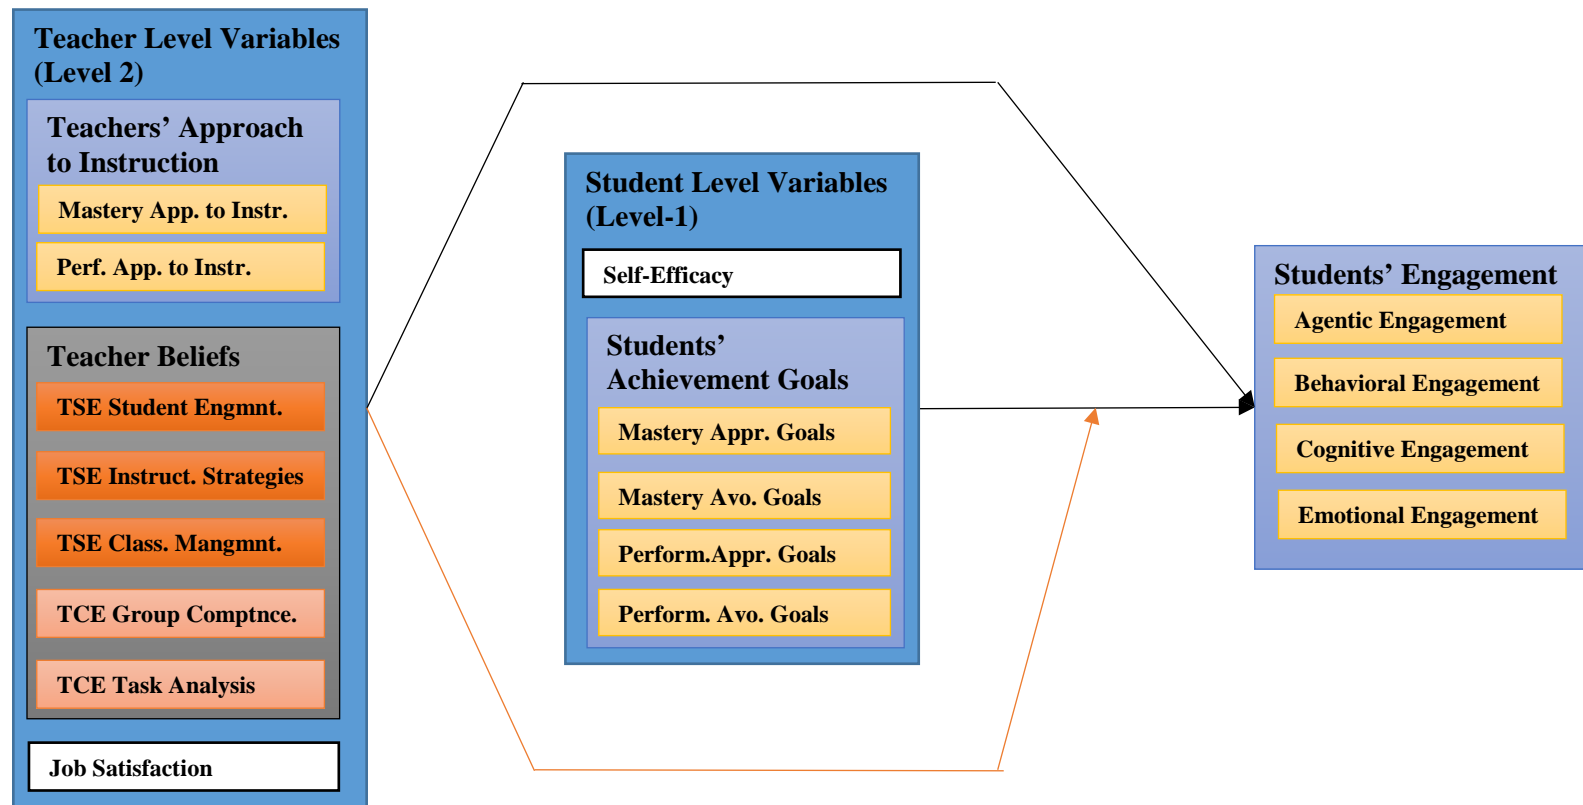 Teacher Level Variables
(Level 2)
Teachers’ Approach
to Instruction
Mastery App. to Instr.
Perf. App. to Instr.
Teacher Beliefs
TSE Student Engmnt.
TSE Instruct. Strategies
TSE Class. Mangmnt.
TCE Group Comptnce.
TCE Task Analysis
Job Satisfaction
Student Level Variables
(Level-1)
Self-Efficacy
Students’
Achievement Goals
Mastery Appr. Goals
Mastery Avo. Goals
Perform.Appr. Goals
Perform. Avo. Goals
Students’ Engagement
Agentic Engagement
Behavioral Engagement
Cognitive Engagement
Emotional Engagement